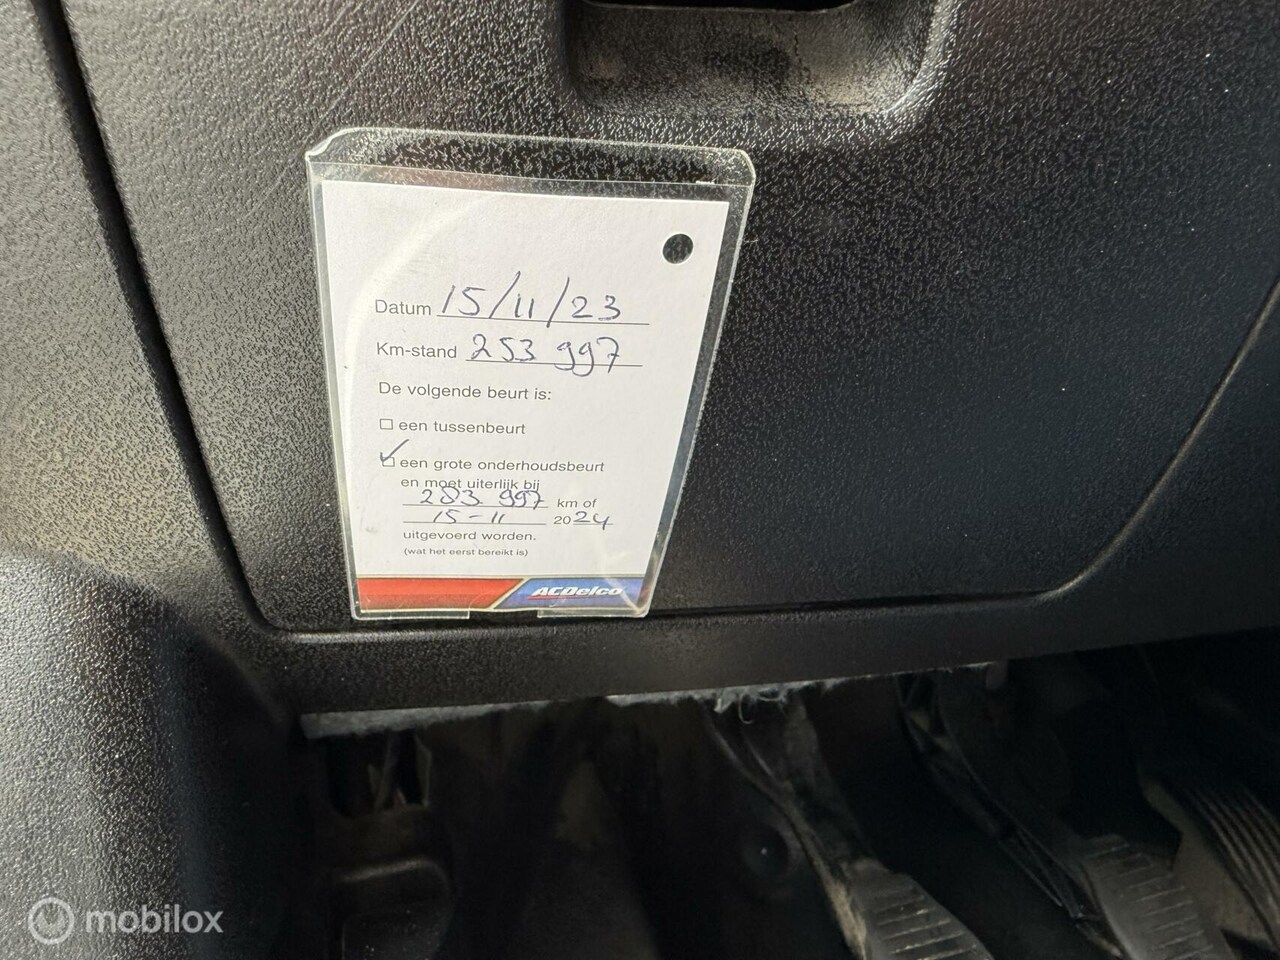 Datum 15/11/23
Km-stand 253 997
De volgende beurt is:
☐ een tussenbeurt
☑ een grote onderhoudsbeurt
en moet uiterlijk bij
283 997 km of
15-11 2024
uitgevoerd worden.
(wat het eerst bereikt is)
ACDelco
mobilox